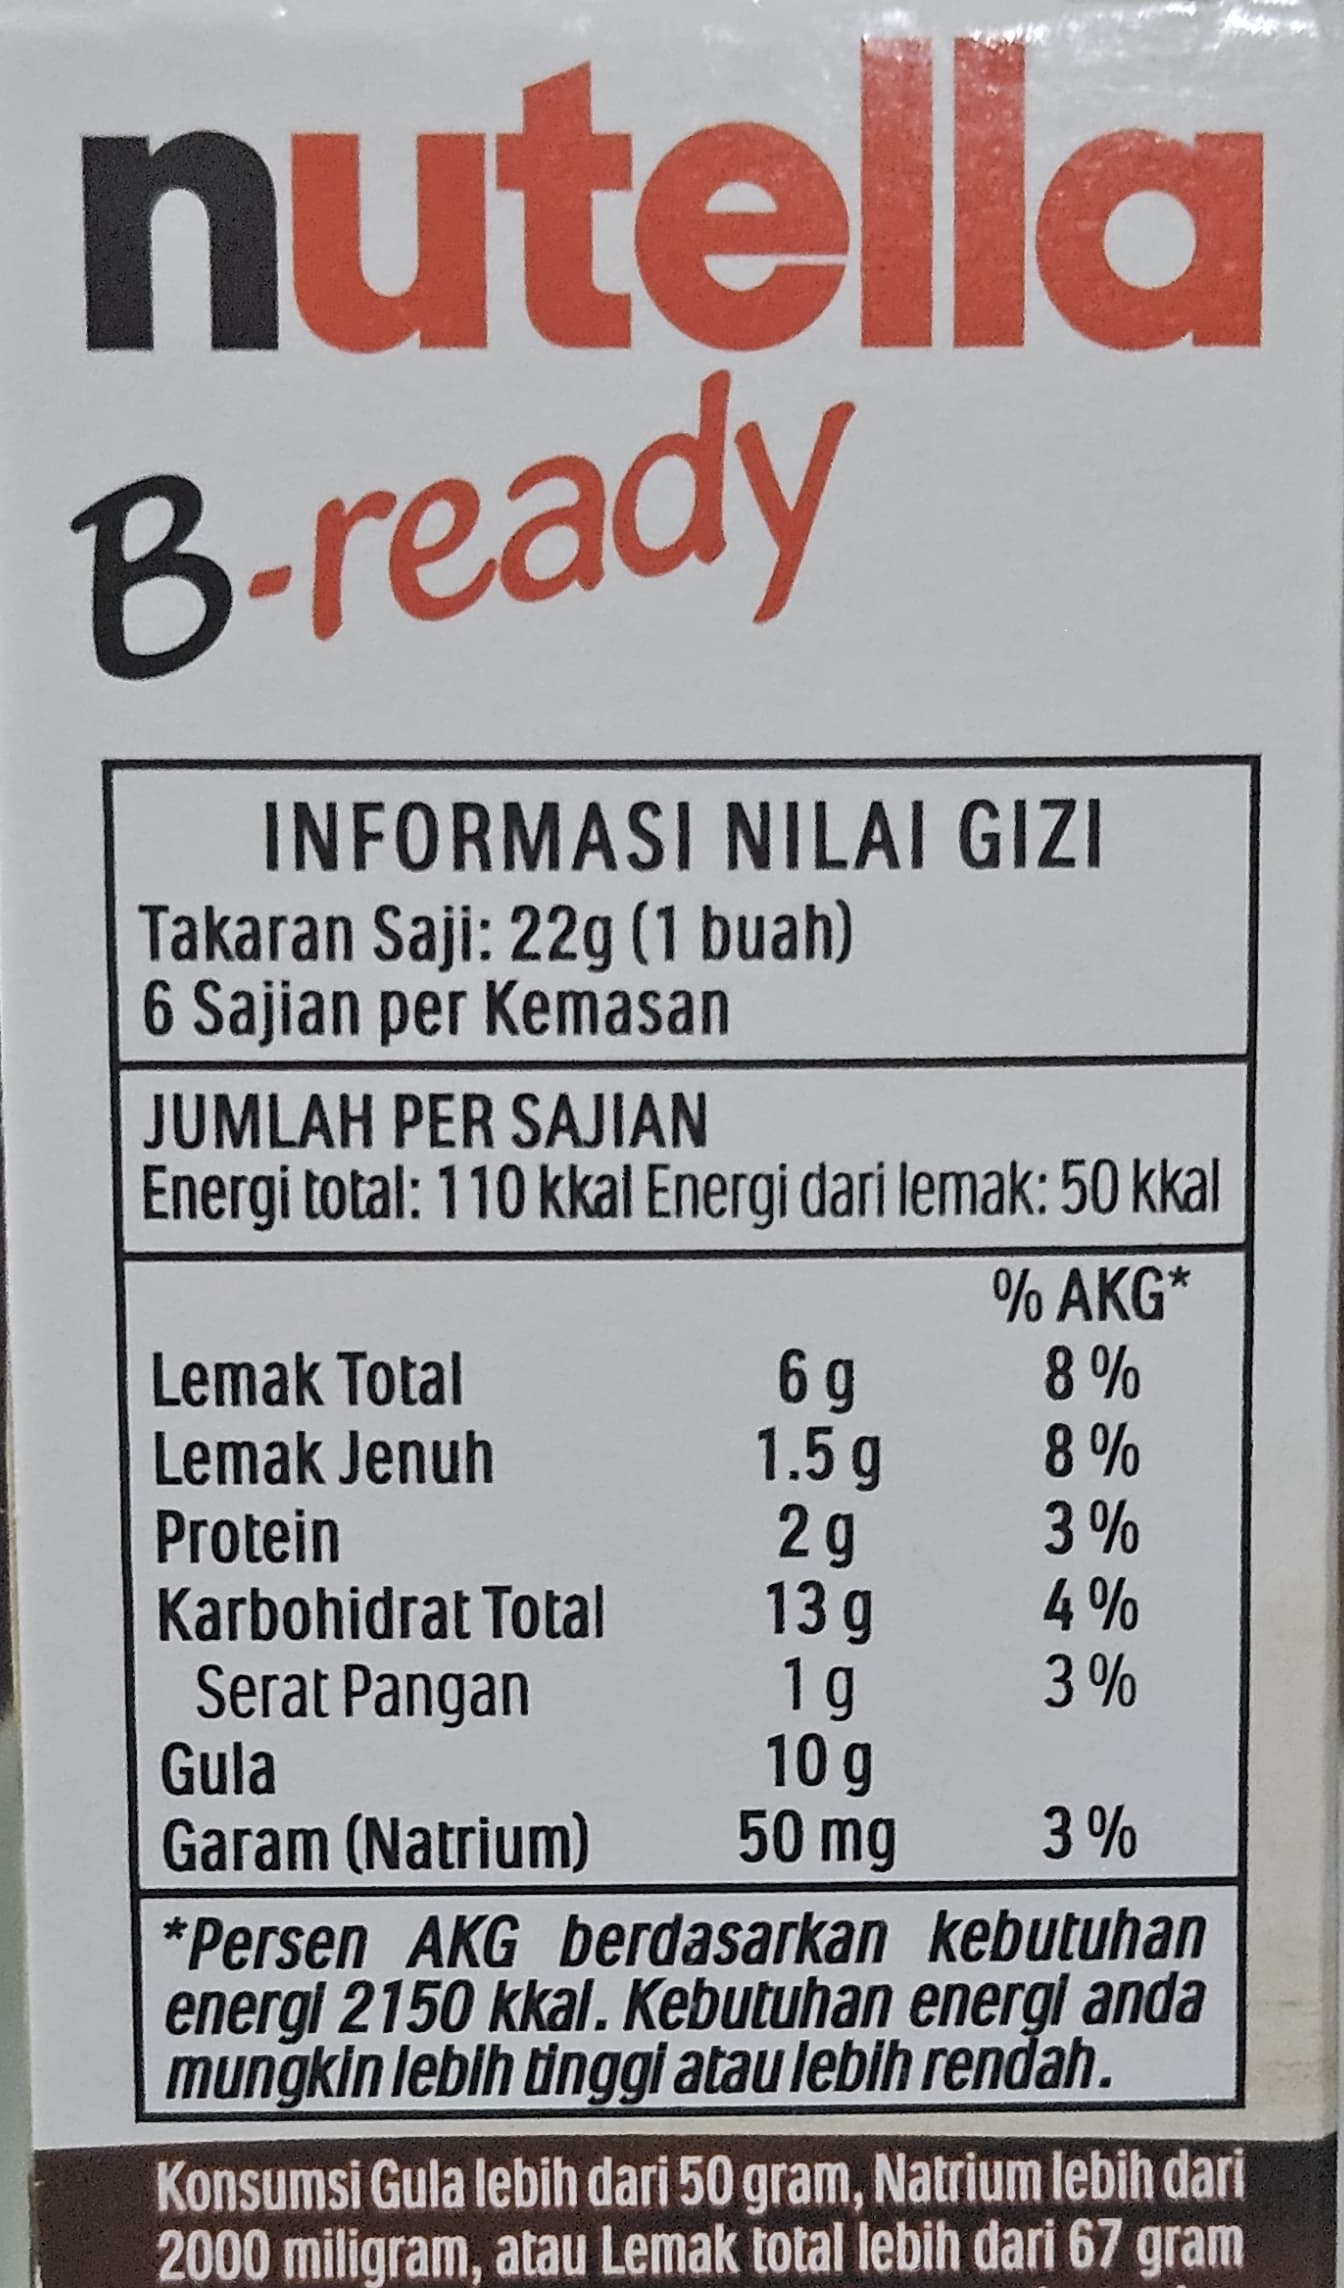 nutella
B-ready
INFORMASI NILAI GIZI
Takaran Saji: 22g (1 buah)
6 Sajian per Kemasan
JUMLAH PER SAJIAN
Energi total: 110 kkal Energi dari lemak: 50 kkal
% AKG*
Lemak Total 6 g 8 %
Lemak Jenuh 1.5 g 8 %
Protein 2 g 3 %
Karbohidrat Total 13 g 4 %
Serat Pangan 1 g 3 %
Gula 10 g
Garam (Natrium) 50 mg 3 %
*Persen AKG berdasarkan kebutuhan
energi 2150 kkal. Kebutuhan energi anda
mungkin lebih tinggi atau lebih rendah.
Konsumsi Gula lebih dari 50 gram, Natrium lebih dari
2000 miligram, atau Lemak total lebih dari 67 gram